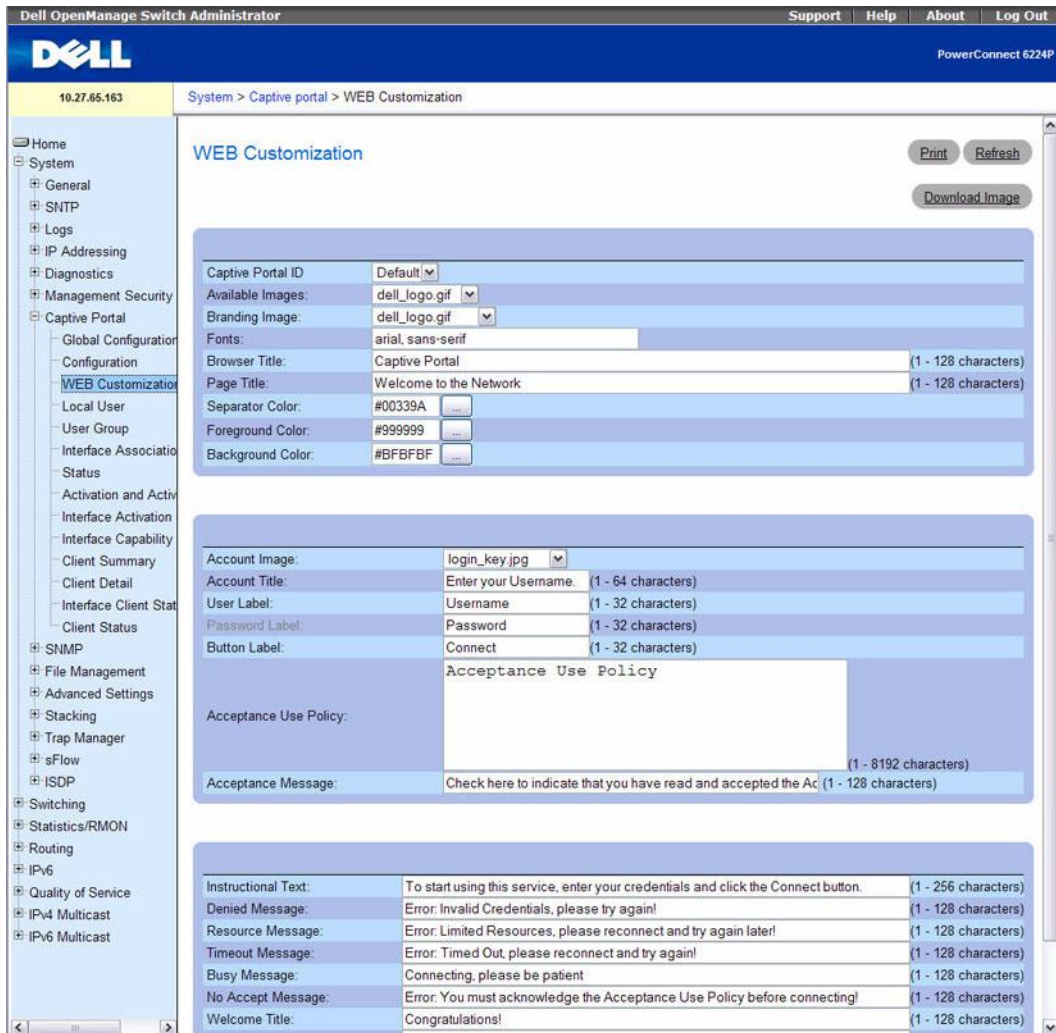 Dell OpenManage Switch Administrator
Support Help About Log Out
DELL
PowerConnect 6224P
10.27.65.163
System > Captive portal > WEB Customization
Home
System
General
SNTP
Logs
IP Addressing
Diagnostics
Management Security
Captive Portal
Global Configuration
Configuration
WEB Customization
Local User
User Group
Interface Associatio
Status
Activation and Activ
Interface Activation
Interface Capability
Client Summary
Client Detail
Interface Client Stat
Client Status
SNMP
File Management
Advanced Settings
Stacking
Trap Manager
sFlow
ISDP
Switching
Statistics/RMON
Routing
IPv6
Quality of Service
IPv4 Multicast
IPv6 Multicast
WEB Customization
Print Refresh
Download Image
Captive Portal ID Default
Available Images: dell_logo.gif
Branding Image: dell_logo.gif
Fonts: arial, sans-serif
Browser Title: Captive Portal (1 - 128 characters)
Page Title: Welcome to the Network (1 - 128 characters)
Separator Color: #00339A ...
Foreground Color: #999999 ...
Background Color: #BFBFBF ...
Account Image: login_key.jpg
Account Title: Enter your Username. (1 - 64 characters)
User Label: Username (1 - 32 characters)
Password Label: Password (1 - 32 characters)
Button Label: Connect (1 - 32 characters)
Acceptance Use Policy: Acceptance Use Policy (1 - 8192 characters)
Acceptance Message: Check here to indicate that you have read and accepted the Ac (1 - 128 characters)
Instructional Text: To start using this service, enter your credentials and click the Connect button. (1 - 256 characters)
Denied Message: Error: Invalid Credentials, please try again! (1 - 128 characters)
Resource Message: Error: Limited Resources, please reconnect and try again later! (1 - 128 characters)
Timeout Message: Error: Timed Out, please reconnect and try again! (1 - 128 characters)
Busy Message: Connecting, please be patient (1 - 128 characters)
No Accept Message: Error: You must acknowledge the Acceptance Use Policy before connecting! (1 - 128 characters)
Welcome Title: Congratulations! (1 - 128 characters)